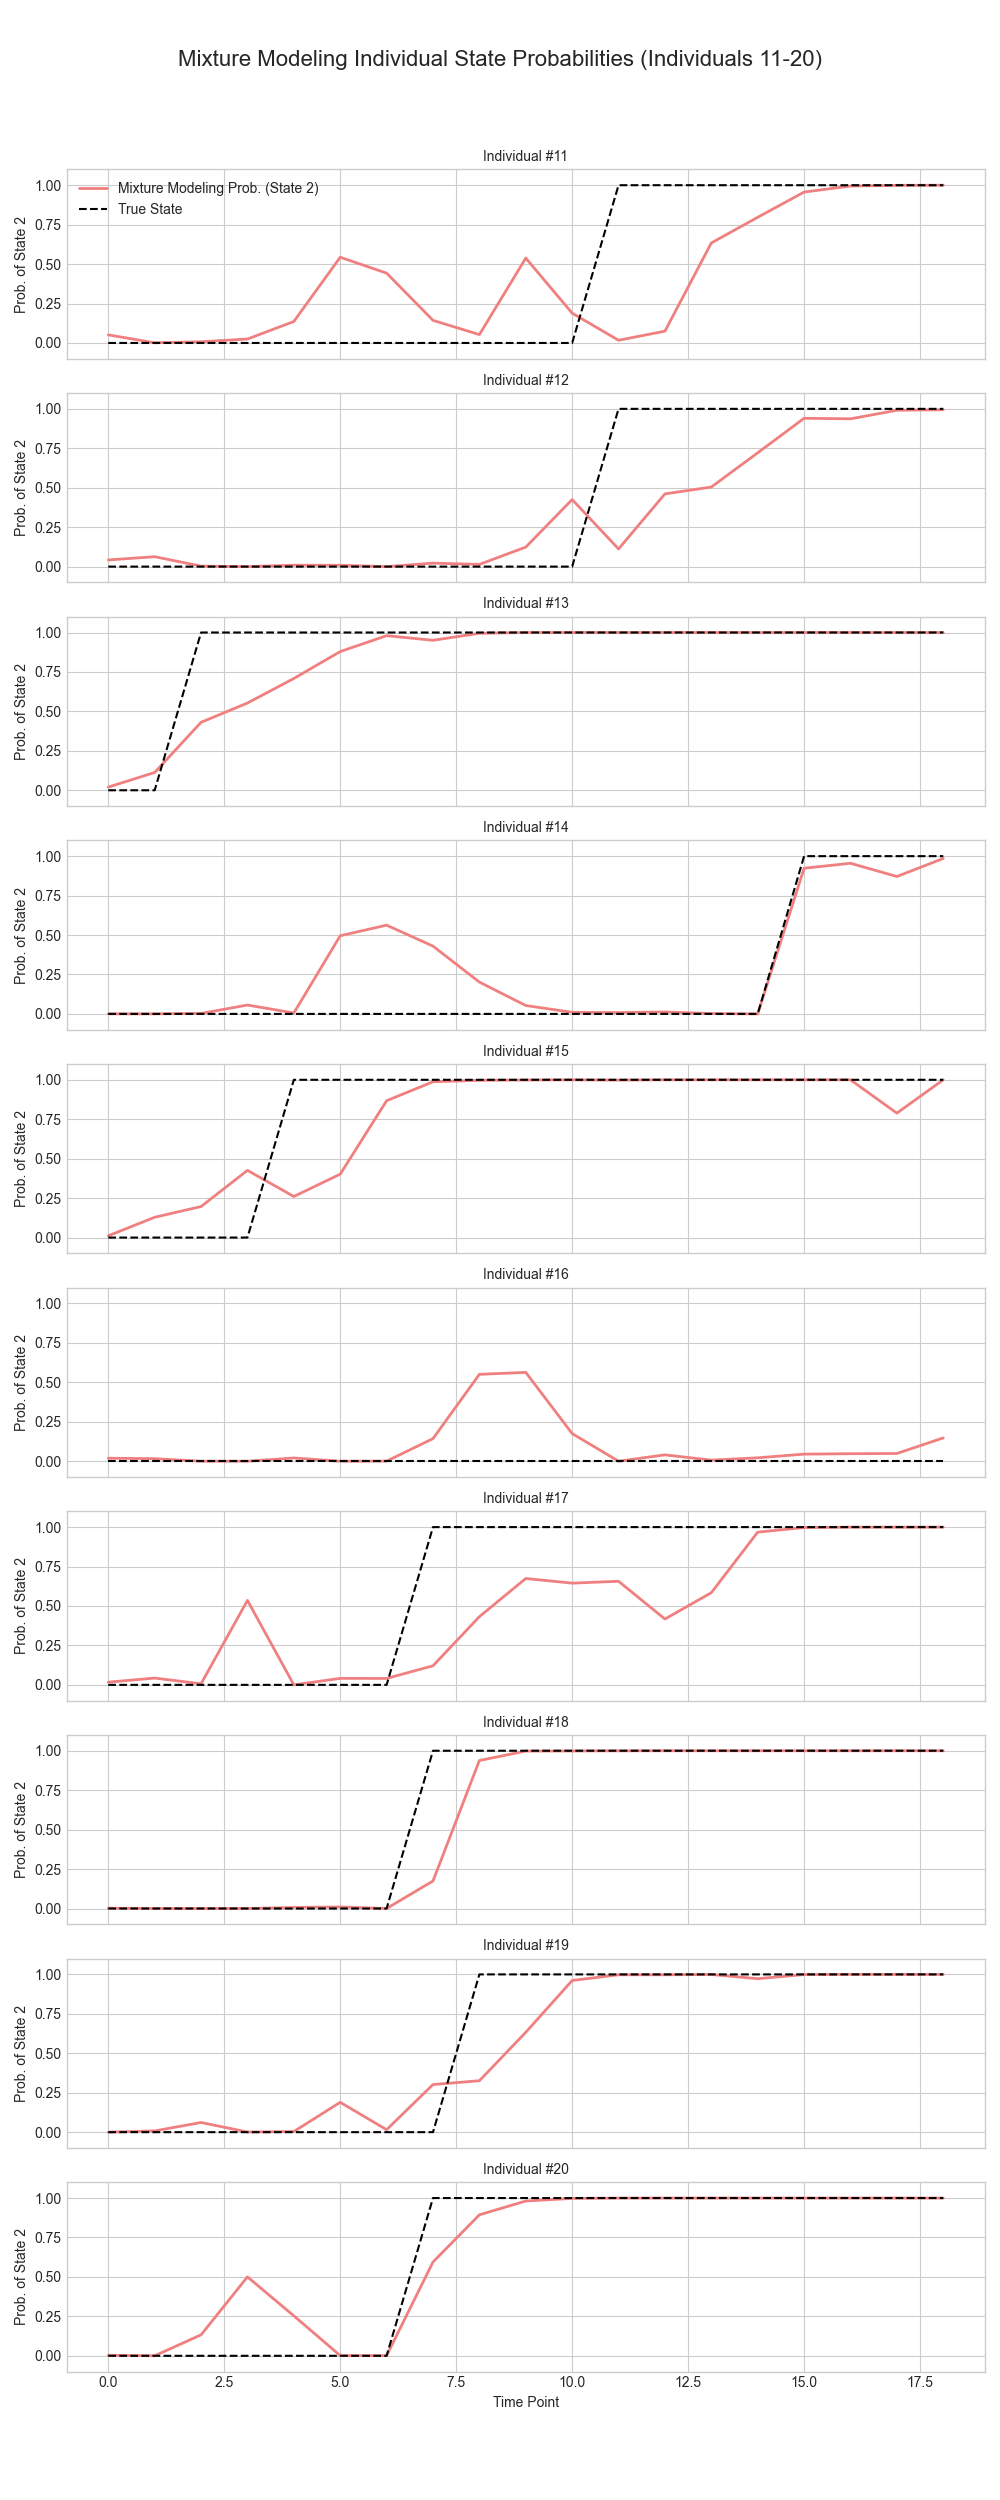 Mixture Modeling Individual State Probabilities (Individuals 11-20)
Individual #11
Mixture Modeling Prob. (State 2)
True State
Prob. of State 2
1.00
0.75
0.50
0.25
0.00
Individual #12
Prob. of State 2
1.00
0.75
0.50
0.25
0.00
Individual #13
Prob. of State 2
1.00
0.75
0.50
0.25
0.00
Individual #14
Prob. of State 2
1.00
0.75
0.50
0.25
0.00
Individual #15
Prob. of State 2
1.00
0.75
0.50
0.25
0.00
Individual #16
Prob. of State 2
1.00
0.75
0.50
0.25
0.00
Individual #17
Prob. of State 2
1.00
0.75
0.50
0.25
0.00
Individual #18
Prob. of State 2
1.00
0.75
0.50
0.25
0.00
Individual #19
Prob. of State 2
1.00
0.75
0.50
0.25
0.00
Individual #20
Prob. of State 2
1.00
0.75
0.50
0.25
0.00
0.0 2.5 5.0 7.5 10.0 12.5 15.0 17.5
Time Point